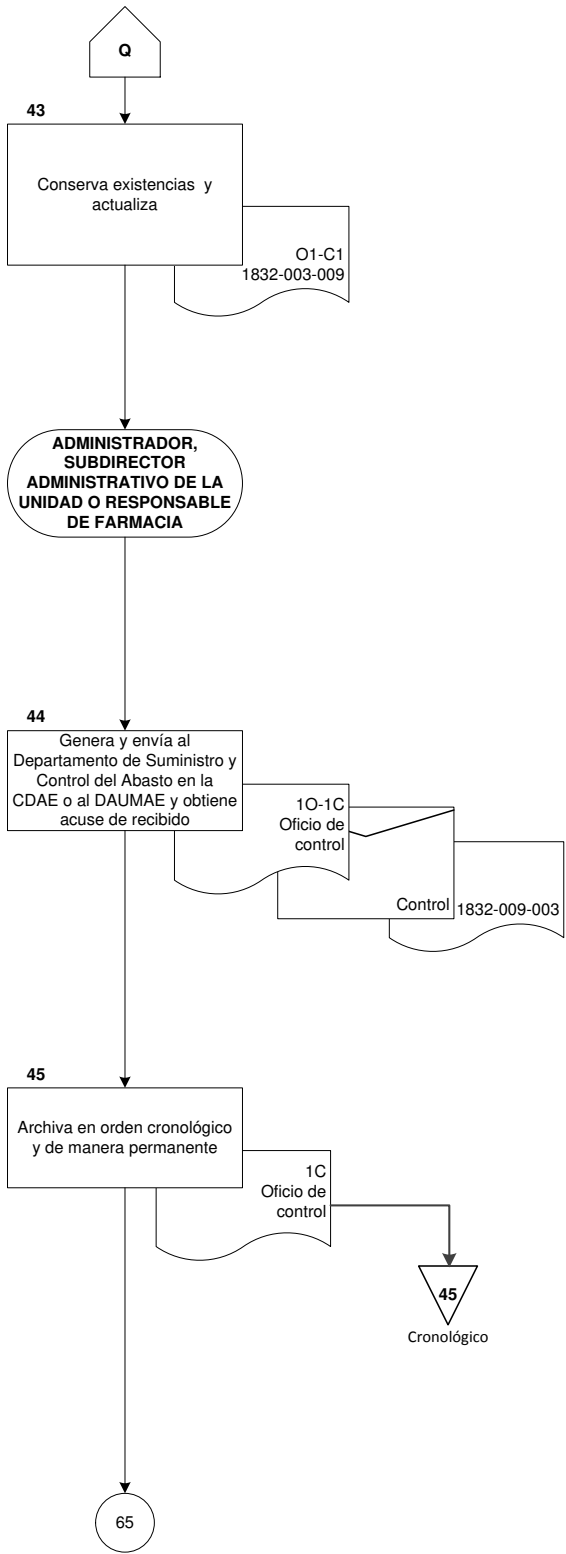 Q
43
Conserva existencias y
actualiza
O1-C1
1832-003-009
ADMINISTRADOR,
SUBDIRECTOR
ADMINISTRATIVO DE LA
UNIDAD O RESPONSABLE
DE FARMACIA
44
Genera y envía al
Departamento de Suministro y
Control del Abasto en la
CDAE o al DAUMAE y obtiene
acuse de recibido
1O-1C
Oficio de
control
Control
1832-009-003
45
Archiva en orden cronológico
y de manera permanente
1C
Oficio de
control
45
Cronológico
65